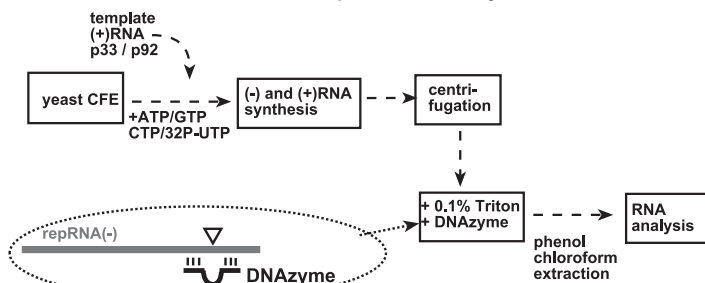 template
(+)RNA
p33 / p92
yeast CFE
+ATP/GTP
CTP/32P-UTP
(-) and (+)RNA
synthesis
centri-
fugation
+ 0.1% Triton
+ DNAzyme
phenol
chloroform
extraction
RNA
analysis
repRNA(-)
DNAzyme